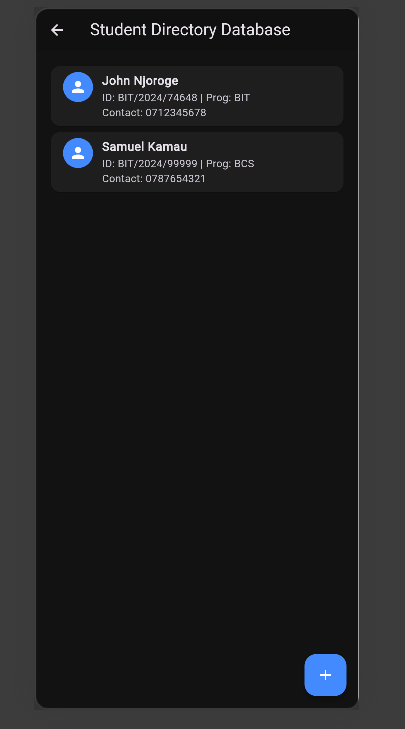 Student Directory Database
John Njoroge
ID: BIT/2024/74648 | Prog: BIT
Contact: 0712345678
Samuel Kamau
ID: BIT/2024/99999 | Prog: BCS
Contact: 0787654321